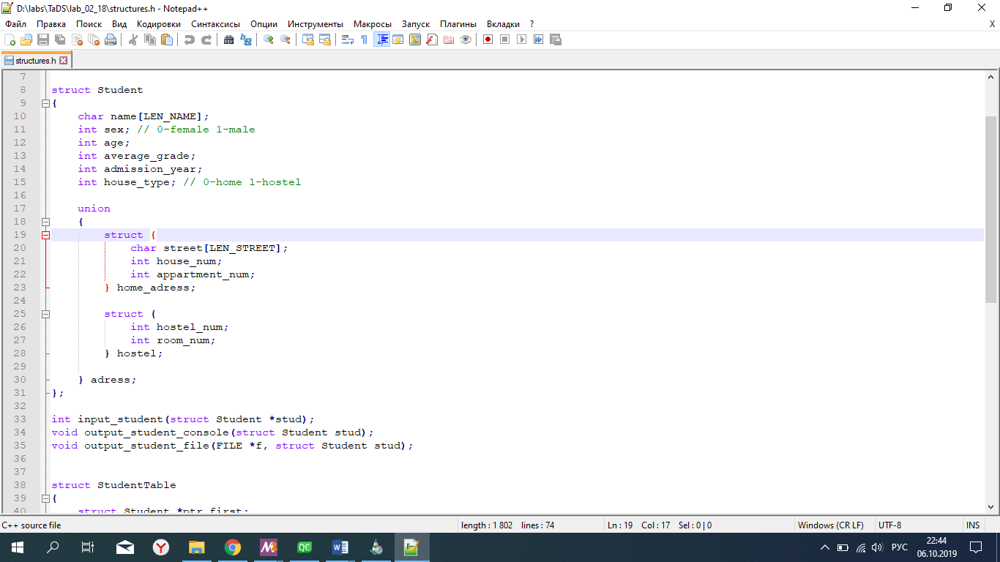 D:\labs\TaDS\lab_02_18\structures.h - Notepad++
Файл Правка Поиск Вид Кодировки Синтаксисы Опции Инструменты Макросы Запуск Плагины Вкладки ? X
structures.h
7
8 struct Student
9 {
10 char name[LEN_NAME];
11 int sex; // 0-female 1-male
12 int age;
13 int average_grade;
14 int admission_year;
15 int house_type; // 0-home 1-hostel
16
17 union
18 {
19 struct {
20 char street[LEN_STREET];
21 int house_num;
22 int appartment_num;
23 } home_adress;
24
25 struct {
26 int hostel_num;
27 int room_num;
28 } hostel;
29
30 } adress;
31 };
32
33 int input_student(struct Student *stud);
34 void output_student_console(struct Student stud);
35 void output_student_file(FILE *f, struct Student stud);
36
37
38 struct StudentTable
39 {
40 struct Student *ptr_first;
C++ source file length : 1 802 lines : 74 Ln : 19 Col : 17 Sel : 0 | 0 Windows (CR LF) UTF-8 INS
QC РУС 22:44
06.10.2019